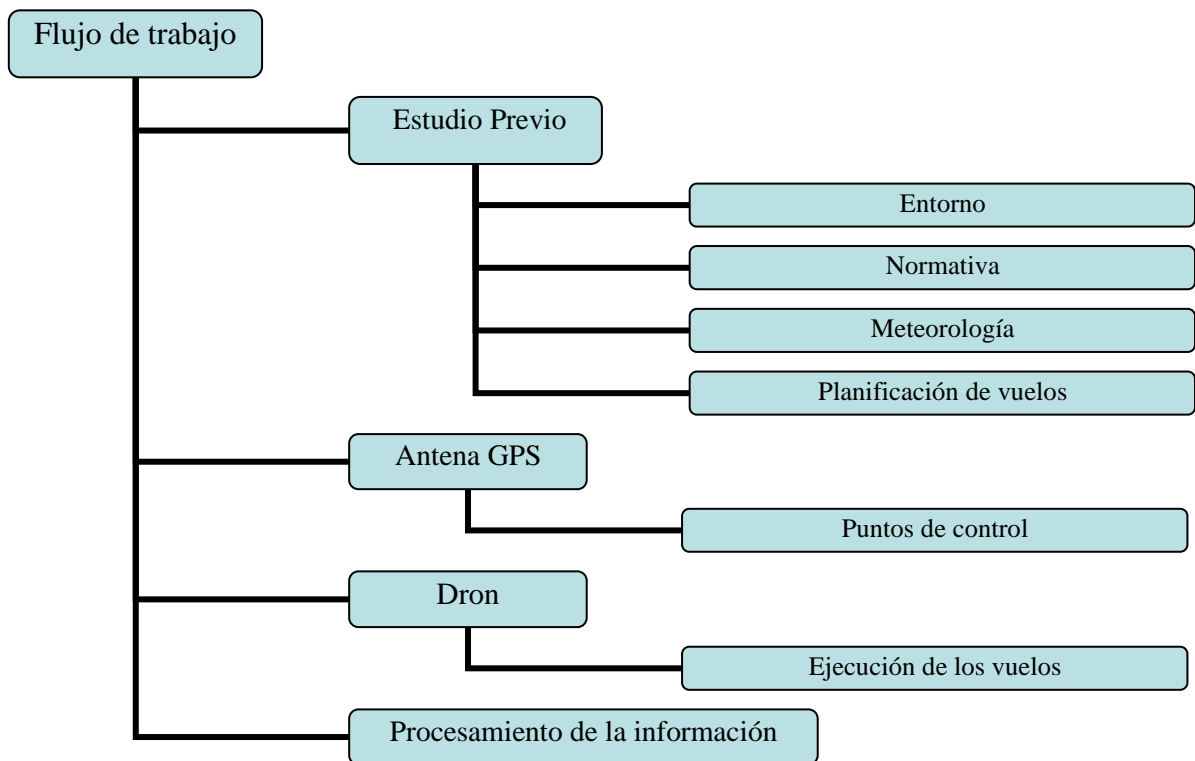 Flujo de trabajo
Estudio Previo
Entorno
Normativa
Meteorología
Planificación de vuelos
Antena GPS
Puntos de control
Dron
Ejecución de los vuelos
Procesamiento de la información